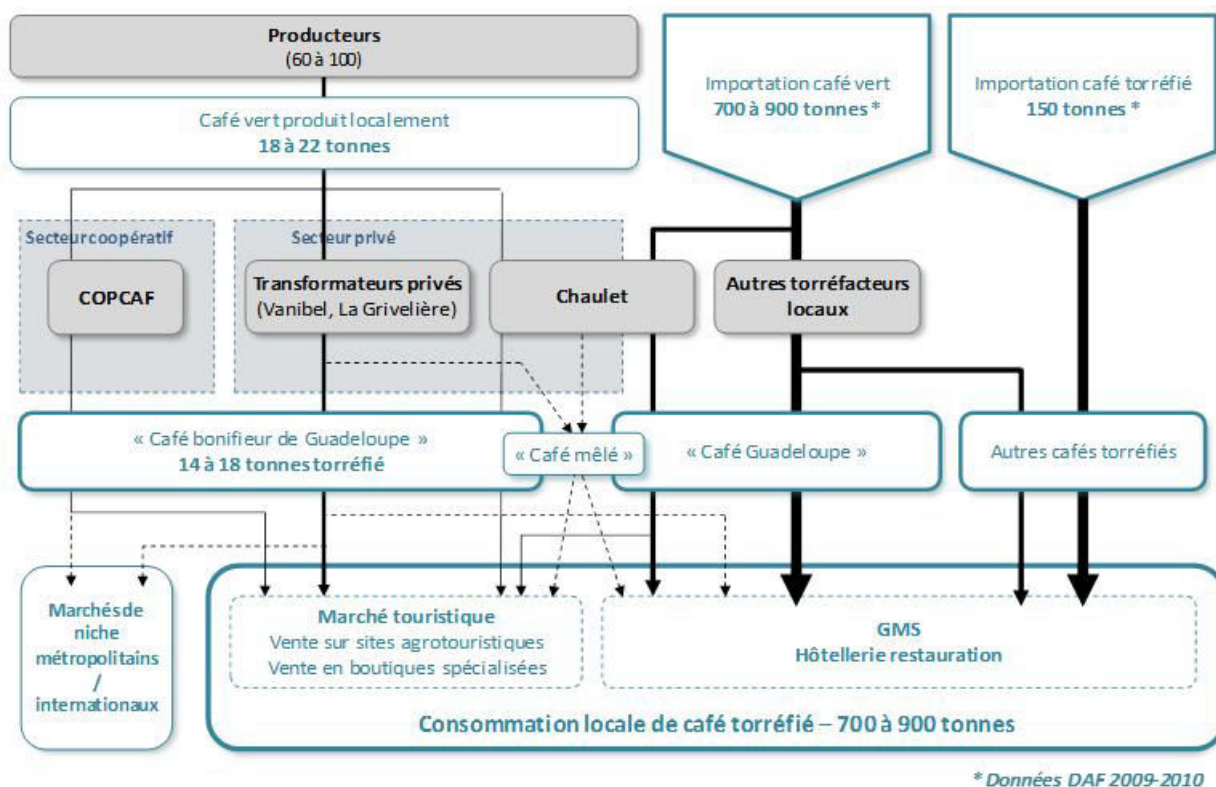 Producteurs
(60 à 100)
Importation café vert
700 à 900 tonnes *
Importation café torréfié
150 tonnes *
Café vert produit localement
18 à 22 tonnes
Secteur coopératif
Secteur privé
COPCAF
Transformateurs privés
(Vanibel, La Grivelière)
Chaulet
Autres torréfacteurs
locaux
« Café bonifieur de Guadeloupe »
14 à 18 tonnes torréfié
« Café mêlé »
« Café Guadeloupe »
Autres cafés torréfiés
Marchés de
niche
métropolitains
/
internationaux
Marché touristique
Vente sur sites agrotouristiques
Vente en boutiques spécialisées
GMS
Hôtellerie restauration
Consommation locale de café torréfié – 700 à 900 tonnes
* Données DAF 2009-2010